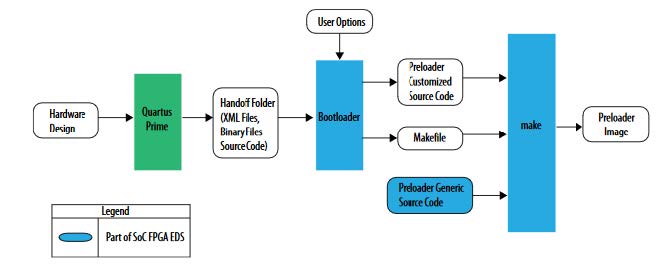 User Options
Hardware
Design
Quartus
Prime
Handoff Folder
(XML Files,
Binary Files
Source Code)
Bootloader
Preloader
Customized
Source Code
Makefile
Preloader Generic
Source Code
make
Preloader
Image
Legend
Part of SoC FPGA EDS